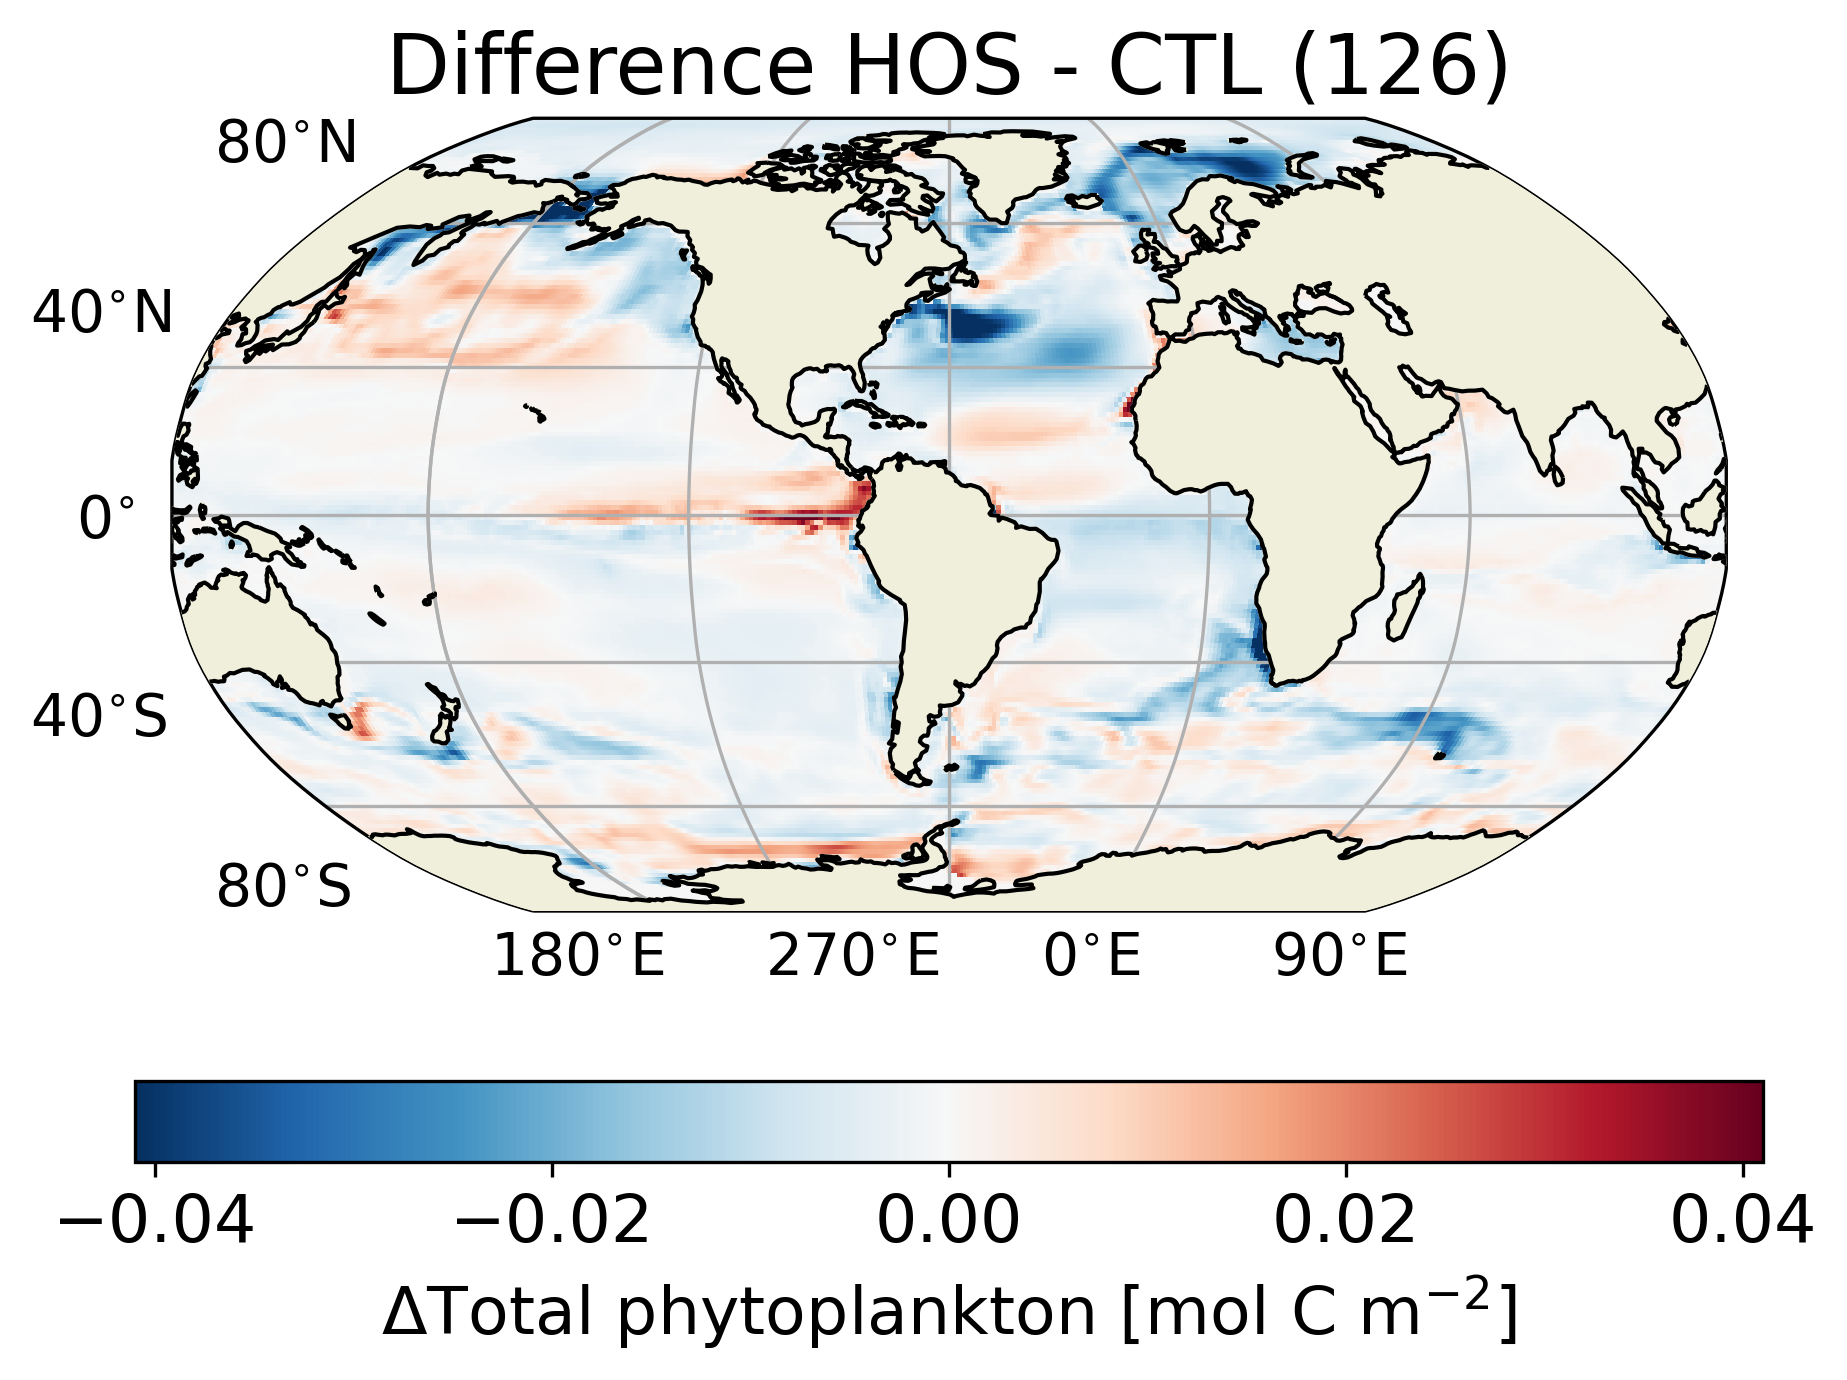 Difference HOS - CTL (126)
80°N
40°N
0°
40°S
80°S
180°E 270°E 0°E 90°E
−0.04 −0.02 0.00 0.02 0.04
ΔTotal phytoplankton [mol C m⁻²]